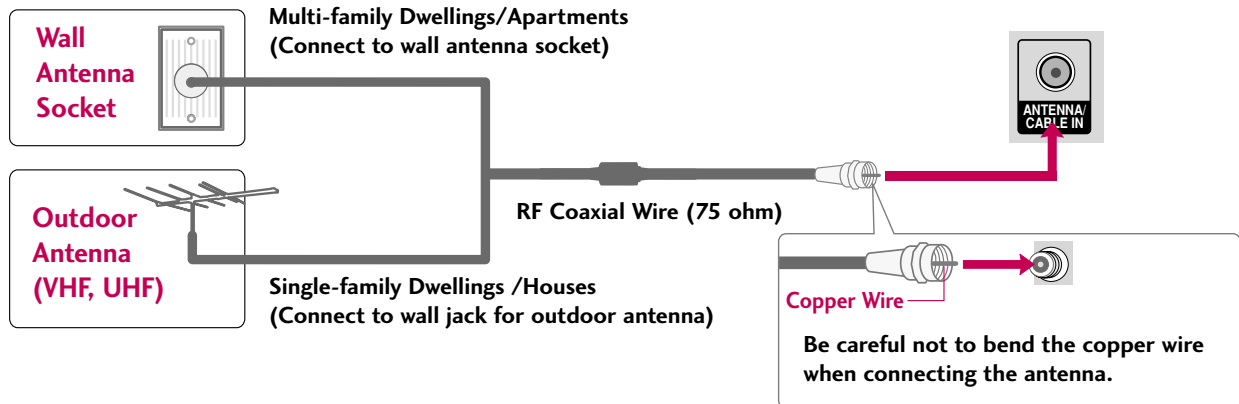 Wall
Antenna
Socket
Multi-family Dwellings/Apartments
(Connect to wall antenna socket)
ANTENNA/
CABLE IN
Outdoor
Antenna
(VHF, UHF)
RF Coaxial Wire (75 ohm)
Single-family Dwellings /Houses
(Connect to wall jack for outdoor antenna)
Copper Wire
Be careful not to bend the copper wire
when connecting the antenna.